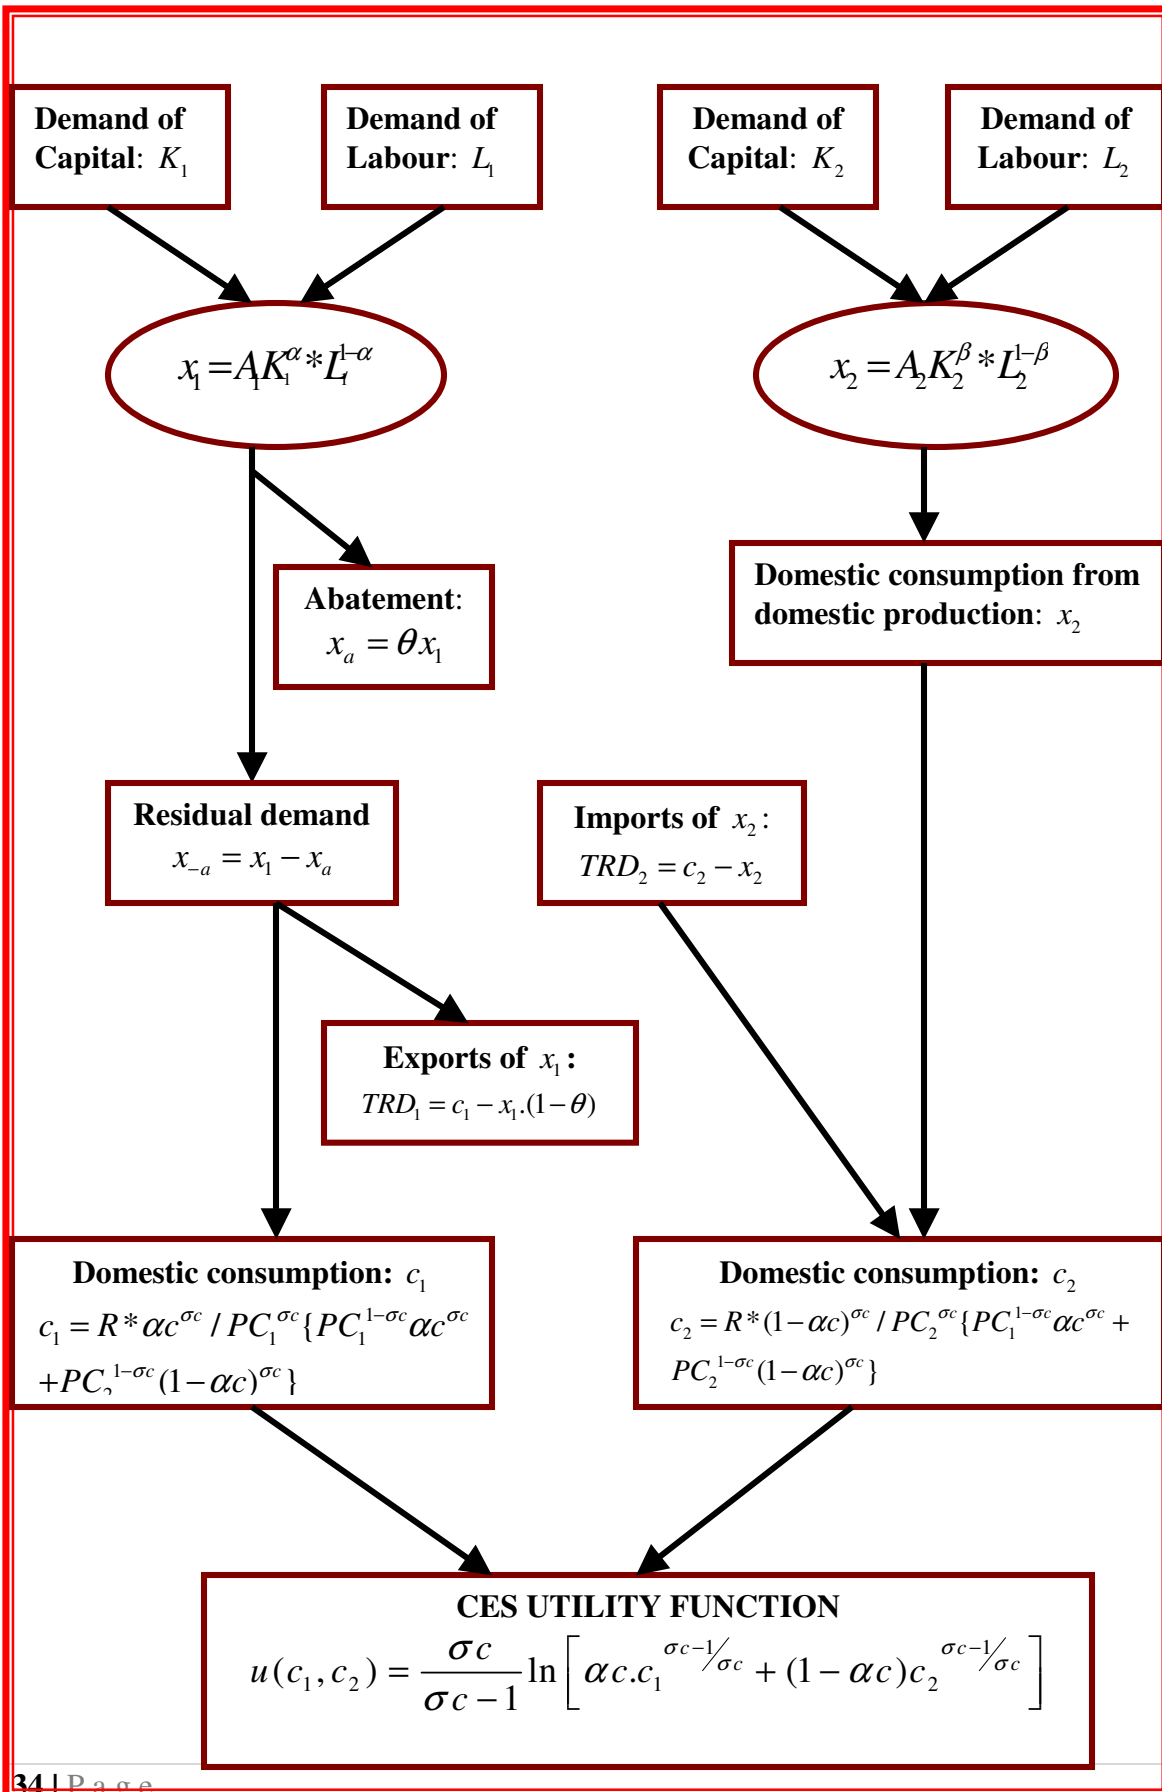 Demand of
Capital: K₁
Demand of
Labour: L₁
Demand of
Capital: K₂
Demand of
Labour: L₂
x₁ = A₁K₁^α * L₁^{1−α}
x₂ = A₂K₂^β * L₂^{1−β}
Abatement:
x_a = θx₁
Domestic consumption from
domestic production: x₂
Residual demand
x_{−a} = x₁ − x_a
Imports of x₂:
TRD₂ = c₂ − x₂
Exports of x₁:
TRD₁ = c₁ − x₁.(1−θ)
Domestic consumption: c₁
c₁ = R* αc^{σc} / PC₁^{σc}{PC₁^{1−σc} αc^{σc}
+PC₂^{1−σc}(1−αc)^{σc}}
Domestic consumption: c₂
c₂ = R*(1−αc)^{σc} / PC₂^{σc}{PC₁^{1−σc} αc^{σc} +
PC₂^{1−σc}(1−αc)^{σc}}
CES UTILITY FUNCTION
u(c₁,c₂) = \frac{σc}{σc−1} ln[αc.c₁^{σc−1/σc} + (1−αc)c₂^{σc−1/σc}]
34 | Page